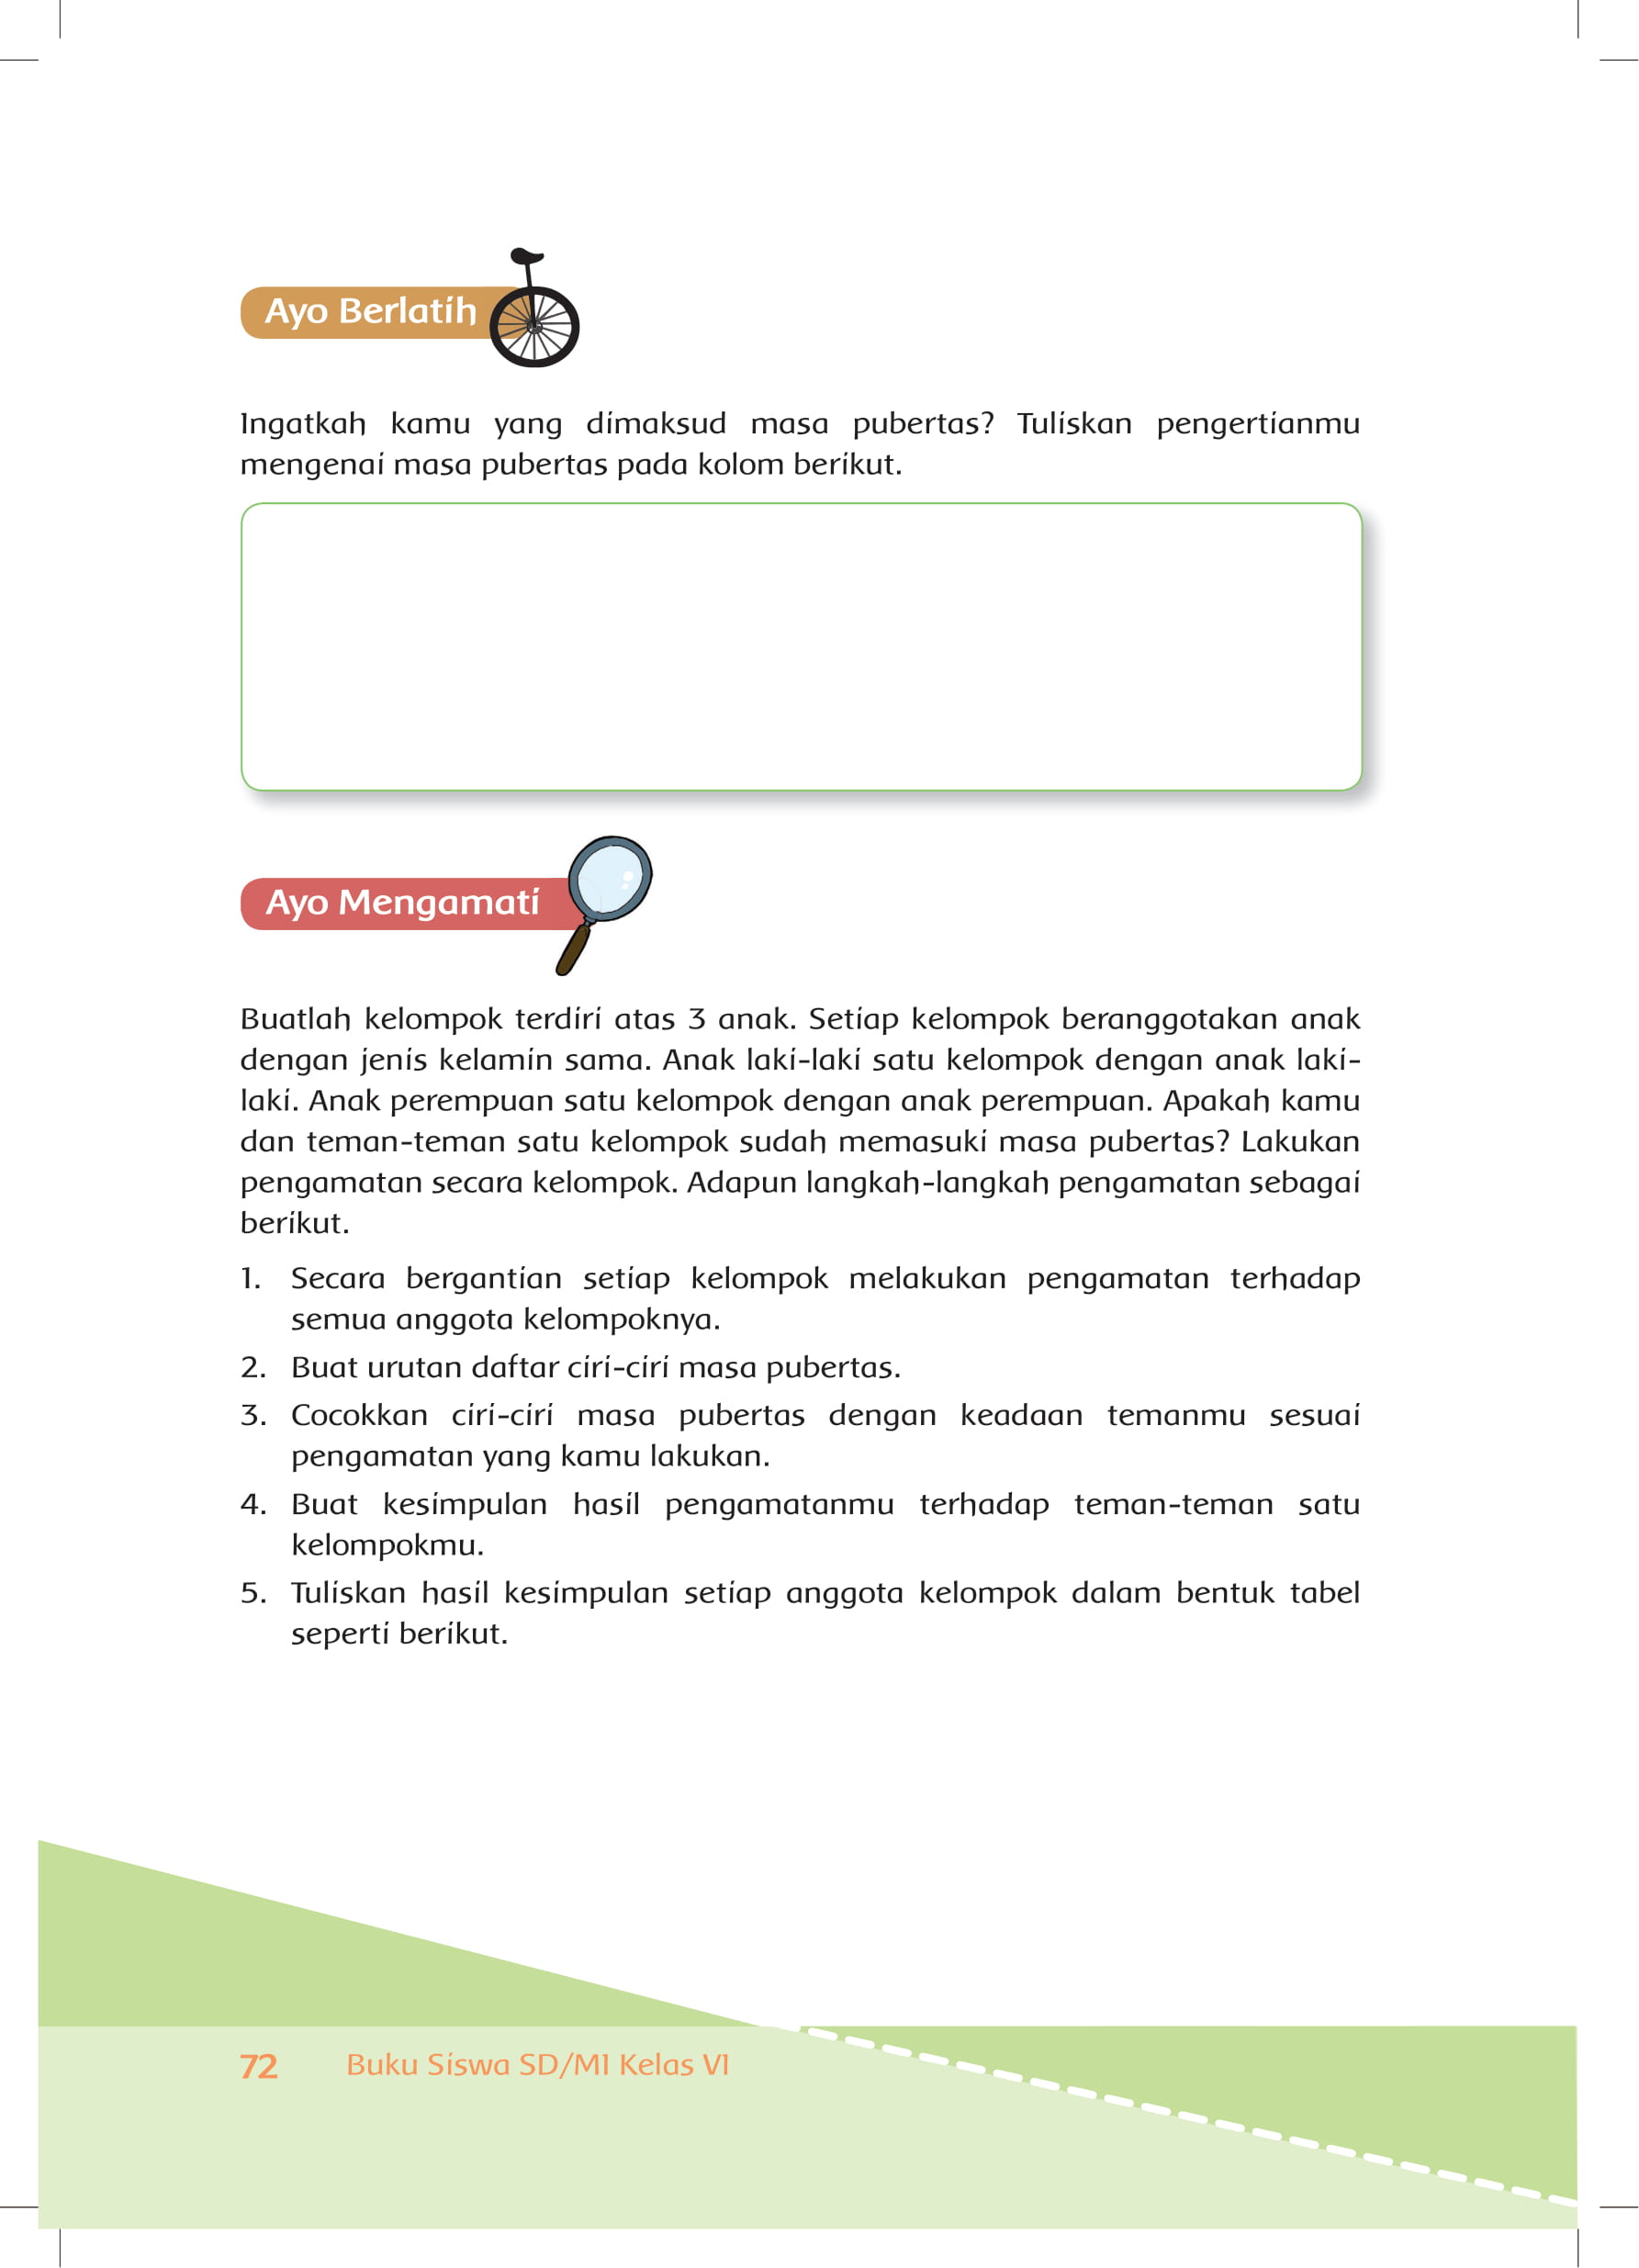 Ayo Berlatih
Ingatkah kamu yang dimaksud masa pubertas? Tuliskan pengertianmu
mengenai masa pubertas pada kolom berikut.
Ayo Mengamati
Buatlah kelompok terdiri atas 3 anak. Setiap kelompok beranggotakan anak
dengan jenis kelamin sama. Anak laki-laki satu kelompok dengan anak laki-
laki. Anak perempuan satu kelompok dengan anak perempuan. Apakah kamu
dan teman-teman satu kelompok sudah memasuki masa pubertas? Lakukan
pengamatan secara kelompok. Adapun langkah-langkah pengamatan sebagai
berikut.
1. Secara bergantian setiap kelompok melakukan pengamatan terhadap
semua anggota kelompoknya.
2. Buat urutan daftar ciri-ciri masa pubertas.
3. Cocokkan ciri-ciri masa pubertas dengan keadaan temanmu sesuai
pengamatan yang kamu lakukan.
4. Buat kesimpulan hasil pengamatanmu terhadap teman-teman satu
kelompokmu.
5. Tuliskan hasil kesimpulan setiap anggota kelompok dalam bentuk tabel
seperti berikut.
72 Buku Siswa SD/MI Kelas VI